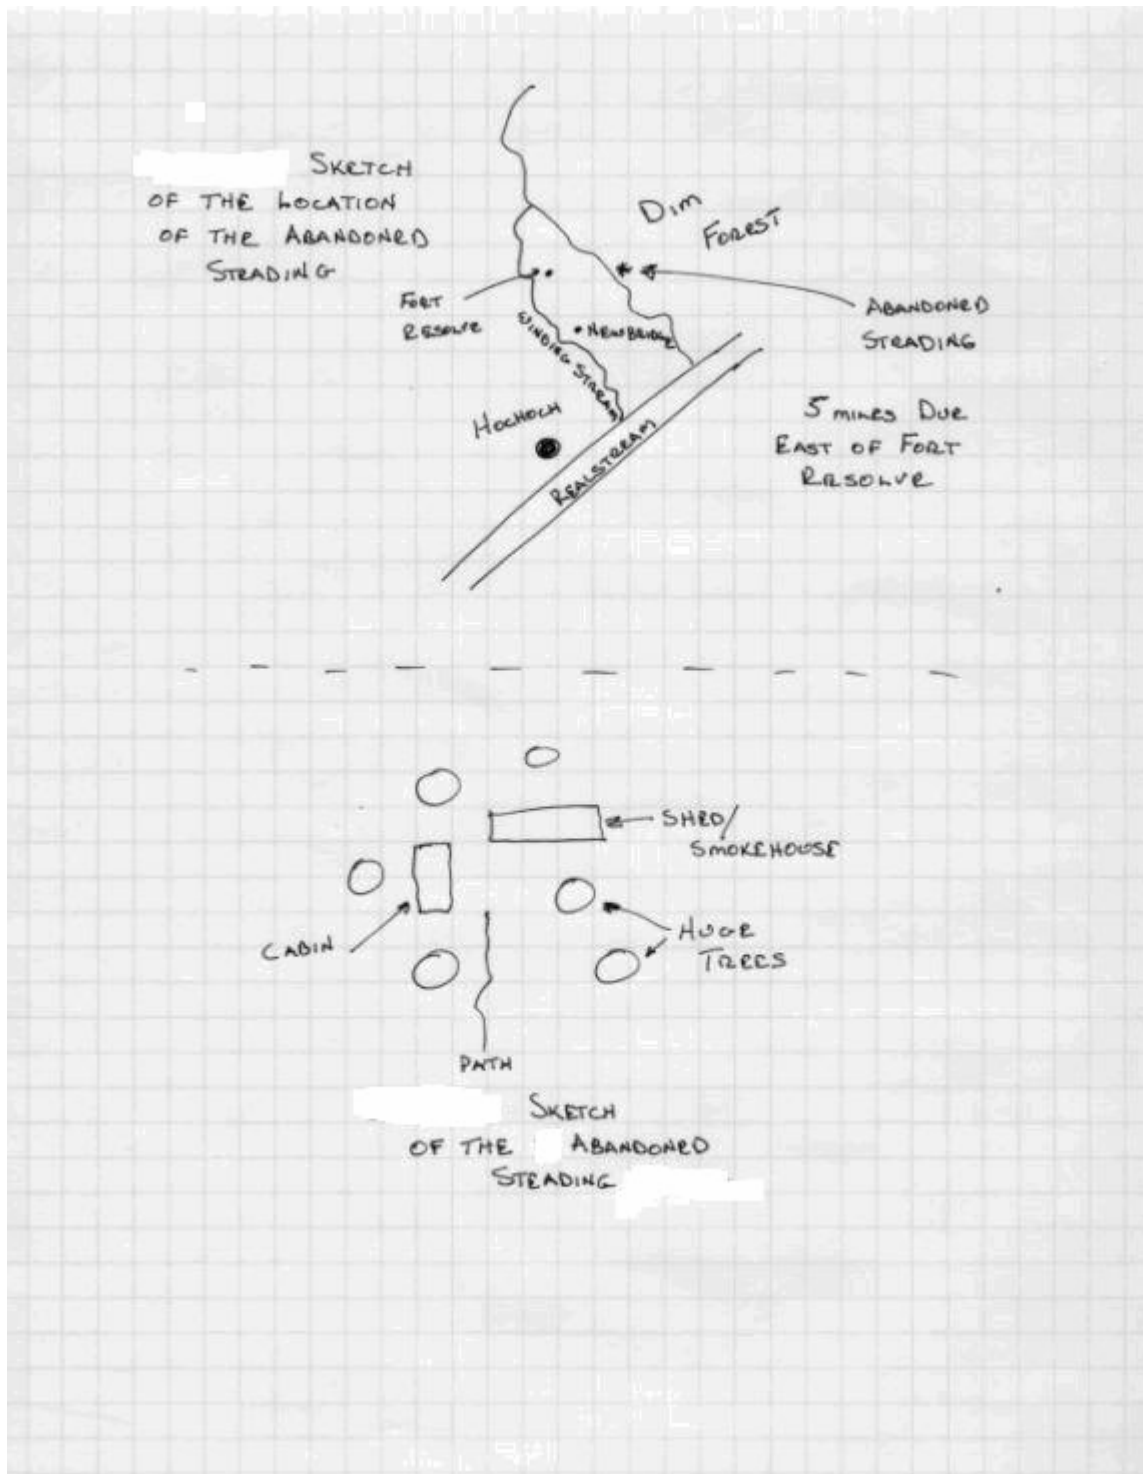 SKETCH
OF THE LOCATION
OF THE ABANDONED
STEADING
DIM
FOREST
FORT
RESOLVE
ABANDONED
STEADING
WINDING STREAM
NEWBRIDGE
HOCHOCH
REALSTREAM
5 MILES DUE
EAST OF FORT
RESOLVE
SHED/
SMOKEHOUSE
CABIN
HUGE
TREES
PATH
SKETCH
OF THE ABANDONED
STEADING